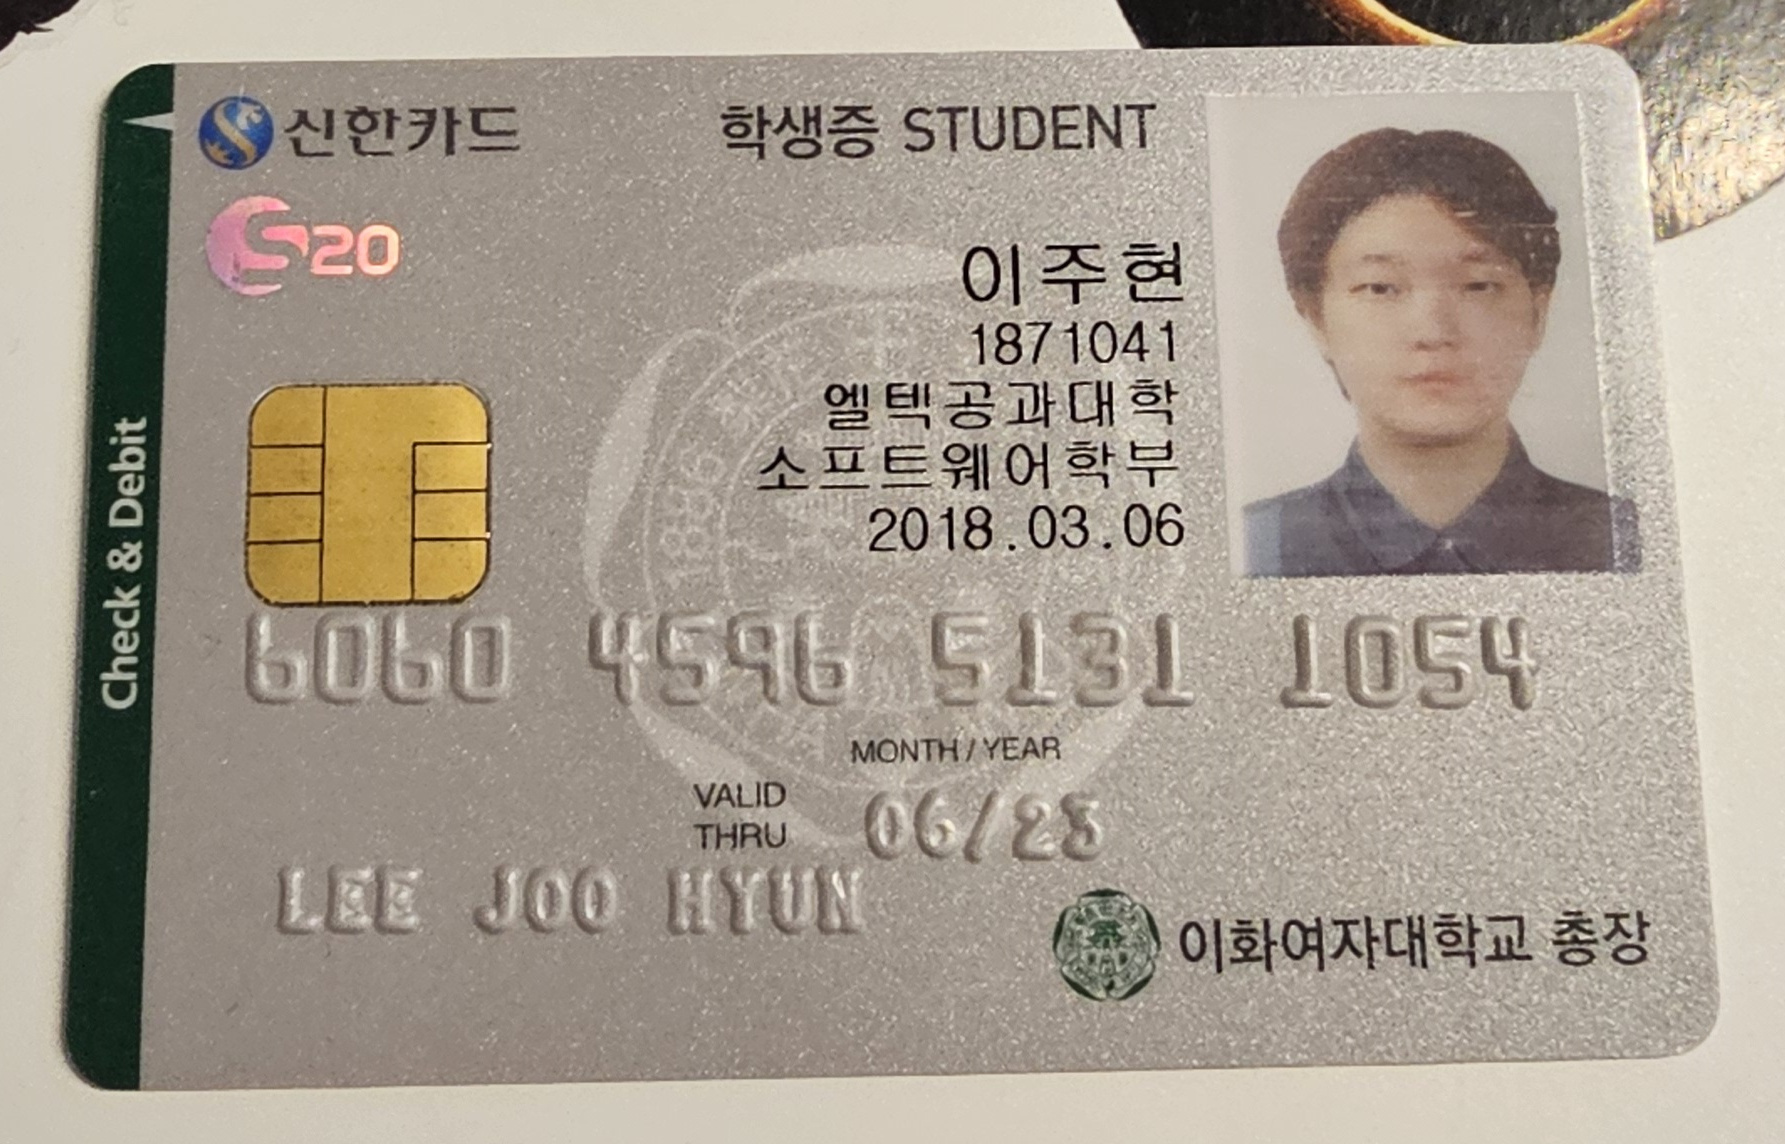 신한카드
학생증 STUDENT
S20
이주현
1871041
엘텍공과대학
소프트웨어학부
2018.03.06
Check & Debit
6060 4596 5131 1054
MONTH / YEAR
VALID
THRU
06/23
LEE JOO HYUN
이화여자대학교 총장
1886